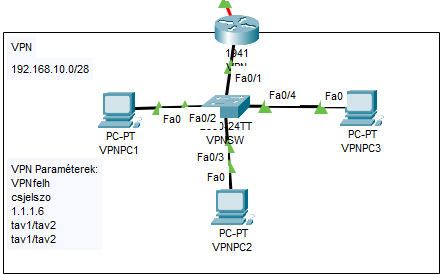 VPN
1941
192.168.10.0/28
Fa0/1
Fa0/4
Fa0
Fa0/2
Fa0
PC-PT
VPNPC1
VPNSW
PC-PT
VPNPC3
Fa0/3
VPN Paraméterek:
VPNfelh
csjelszo
1.1.1.6
tav1/tav2
tav1/tav2
Fa0
PC-PT
VPNPC2